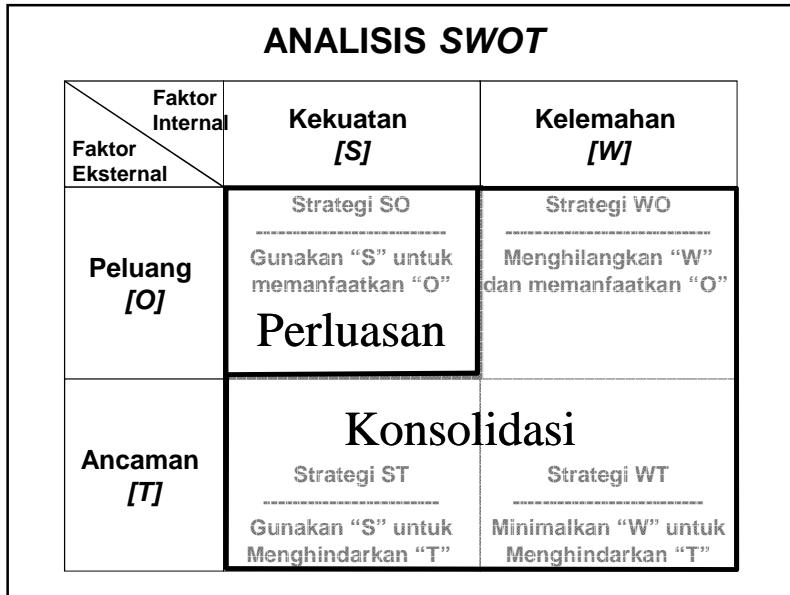 ANALISIS SWOT
Faktor
Internal
Faktor
Eksternal
Kekuatan
[S]
Kelemahan
[W]
Peluang
[O]
Strategi SO
----------------------------
Gunakan “S” untuk
memanfaatkan “O”
Perluasan
Strategi WO
------------------------------
Menghilangkan “W”
dan memanfaatkan “O”
Konsolidasi
Ancaman
[T]
Strategi ST
--------------------------
Gunakan “S” untuk
Menghindarkan “T”
Strategi WT
----------------------------
Minimalkan “W” untuk
Menghindarkan “T”